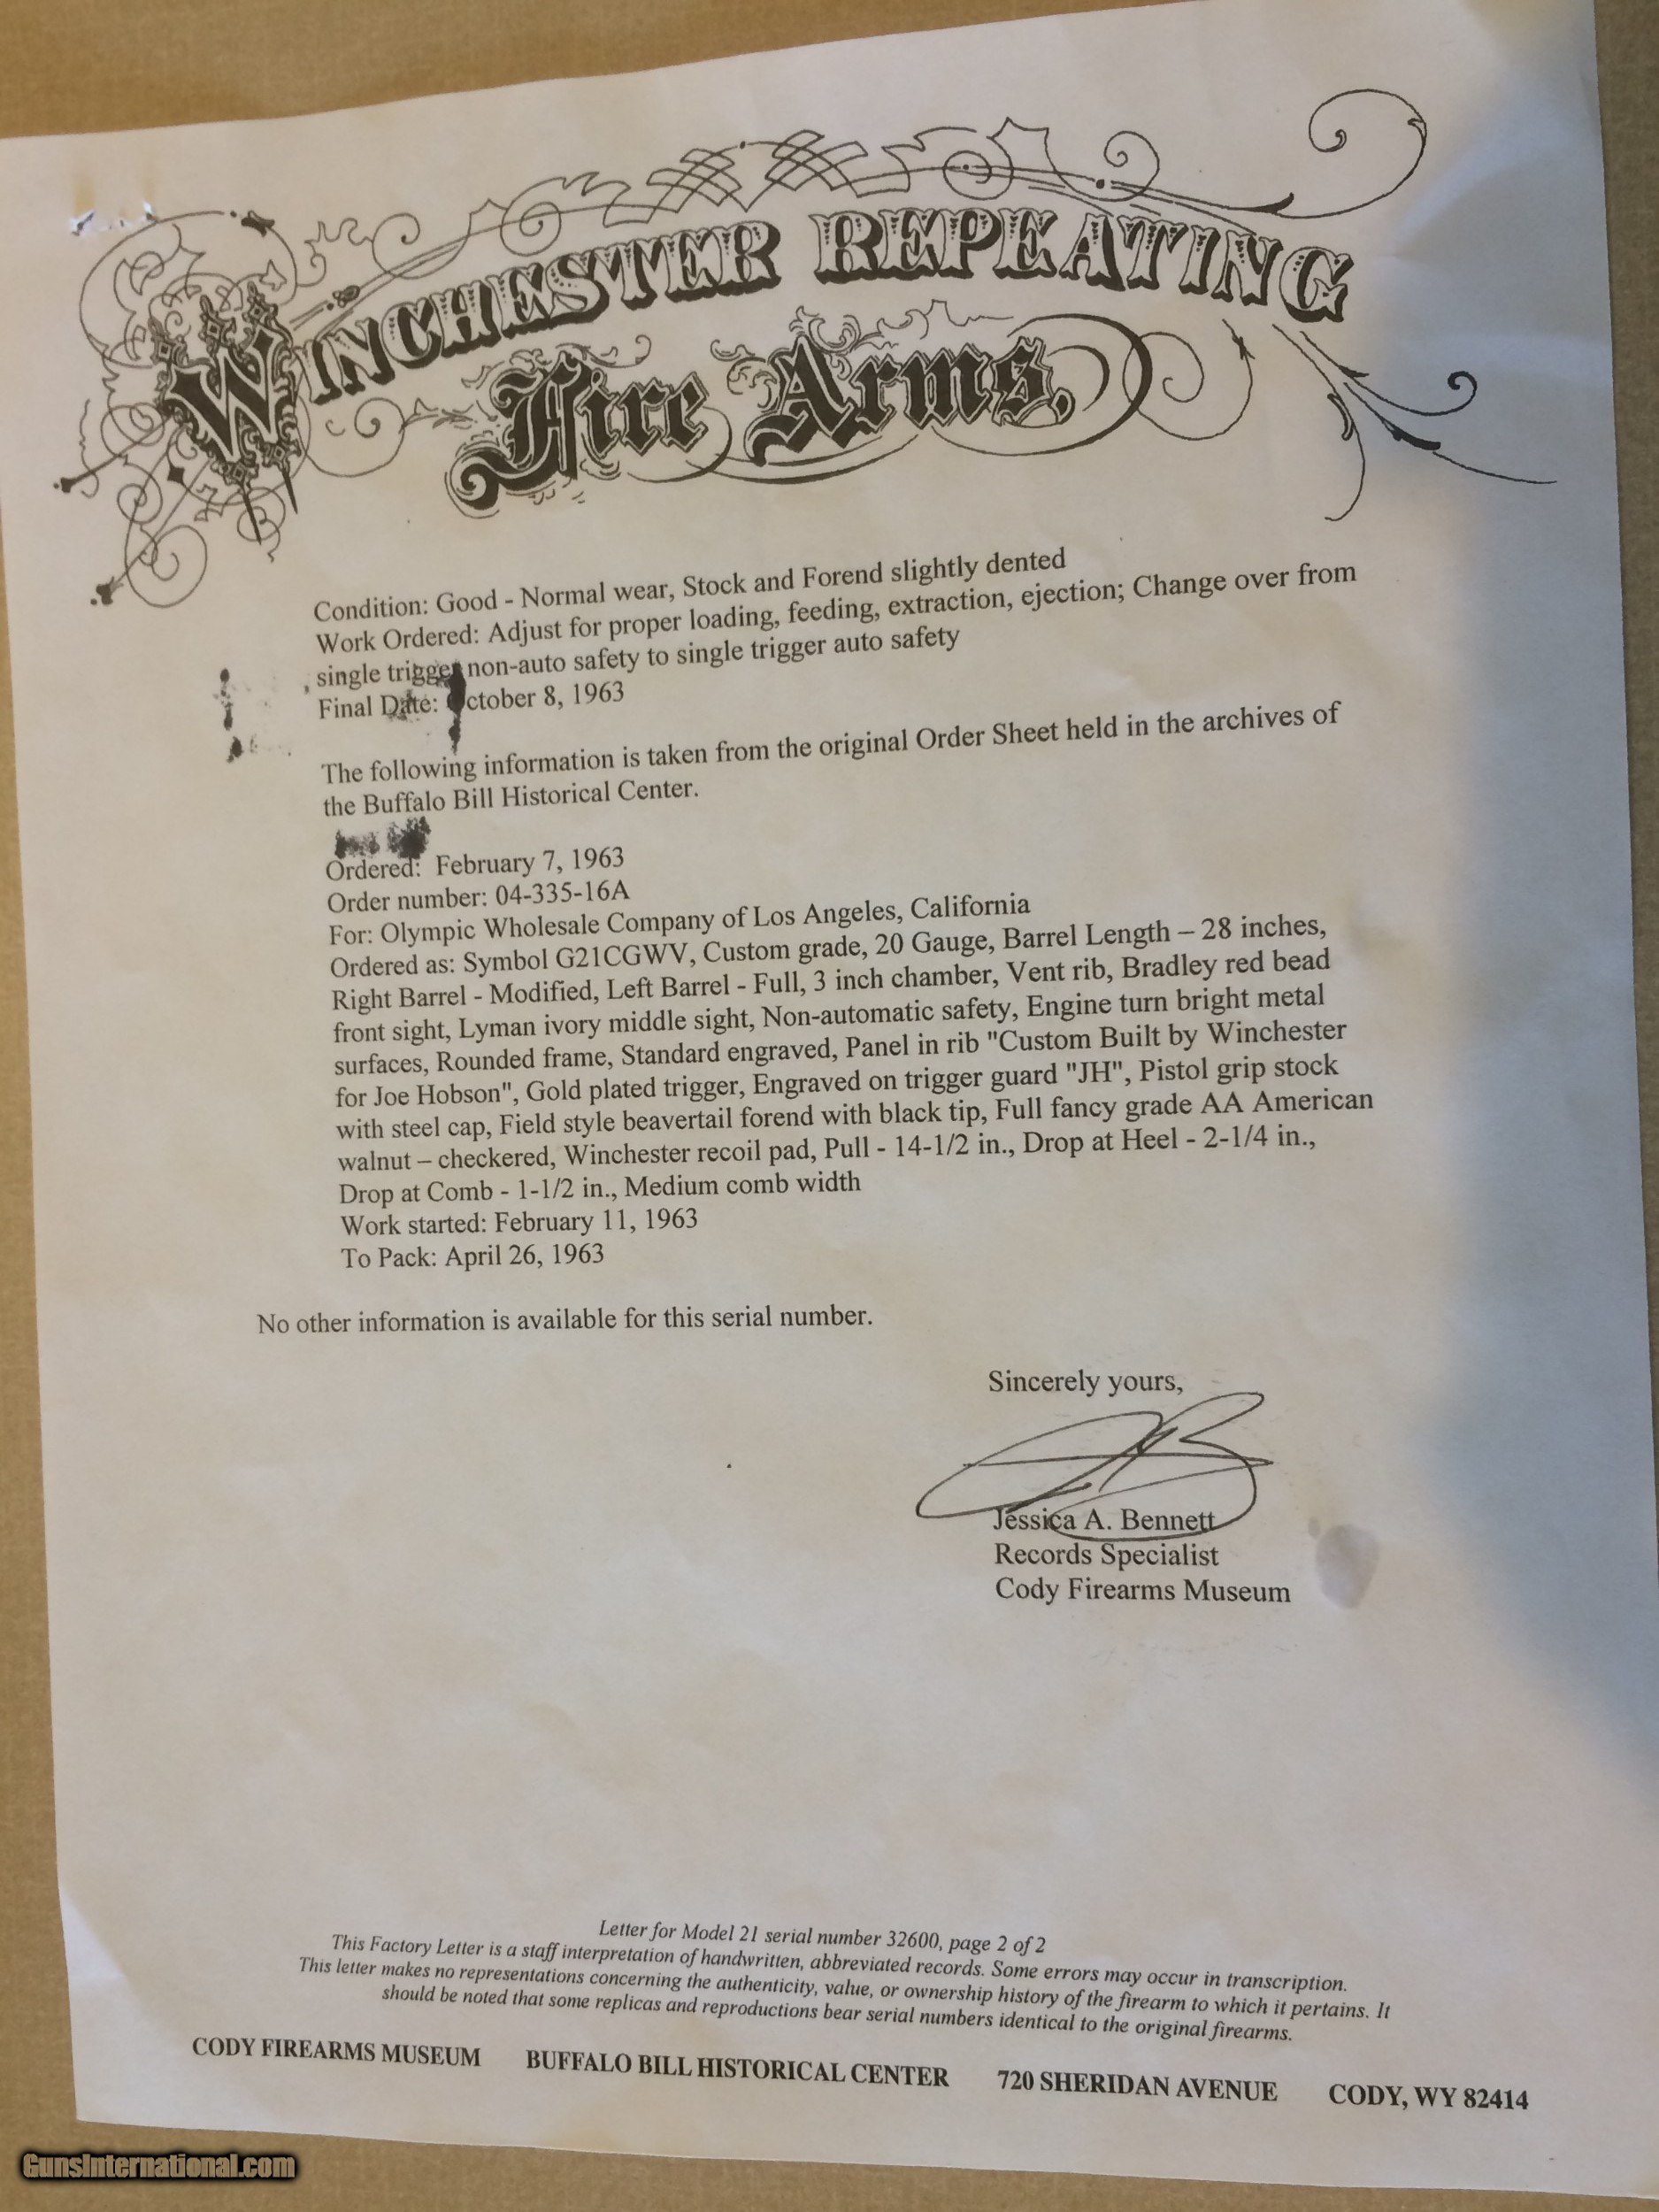 WINCHESTER REPEATING
Fire Arms.
Condition: Good - Normal wear, Stock and Forend slightly dented
Work Ordered: Adjust for proper loading, feeding, extraction, ejection; Change over from
single trigger non-auto safety to single trigger auto safety
Final Date: October 8, 1963
The following information is taken from the original Order Sheet held in the archives of
the Buffalo Bill Historical Center.
Ordered: February 7, 1963
Order number: 04-335-16A
For: Olympic Wholesale Company of Los Angeles, California
Ordered as: Symbol G21CGWV, Custom grade, 20 Gauge, Barrel Length – 28 inches,
Right Barrel - Modified, Left Barrel - Full, 3 inch chamber, Vent rib, Bradley red bead
front sight, Lyman ivory middle sight, Non-automatic safety, Engine turn bright metal
surfaces, Rounded frame, Standard engraved, Panel in rib "Custom Built by Winchester
for Joe Hobson", Gold plated trigger, Engraved on trigger guard "JH", Pistol grip stock
with steel cap, Field style beavertail forend with black tip, Full fancy grade AA American
walnut – checkered, Winchester recoil pad, Pull - 14-1/2 in., Drop at Heel - 2-1/4 in.,
Drop at Comb - 1-1/2 in., Medium comb width
Work started: February 11, 1963
To Pack: April 26, 1963
No other information is available for this serial number.
Sincerely yours,
JB
Jessica A. Bennett
Records Specialist
Cody Firearms Museum
Letter for Model 21 serial number 32600, page 2 of 2
This Factory Letter is a staff interpretation of handwritten, abbreviated records. Some errors may occur in transcription.
This letter makes no representations concerning the authenticity, value, or ownership history of the firearm to which it pertains. It
should be noted that some replicas and reproductions bear serial numbers identical to the original firearms.
CODY FIREARMS MUSEUM BUFFALO BILL HISTORICAL CENTER 720 SHERIDAN AVENUE CODY, WY 82414
GunsInternational.com